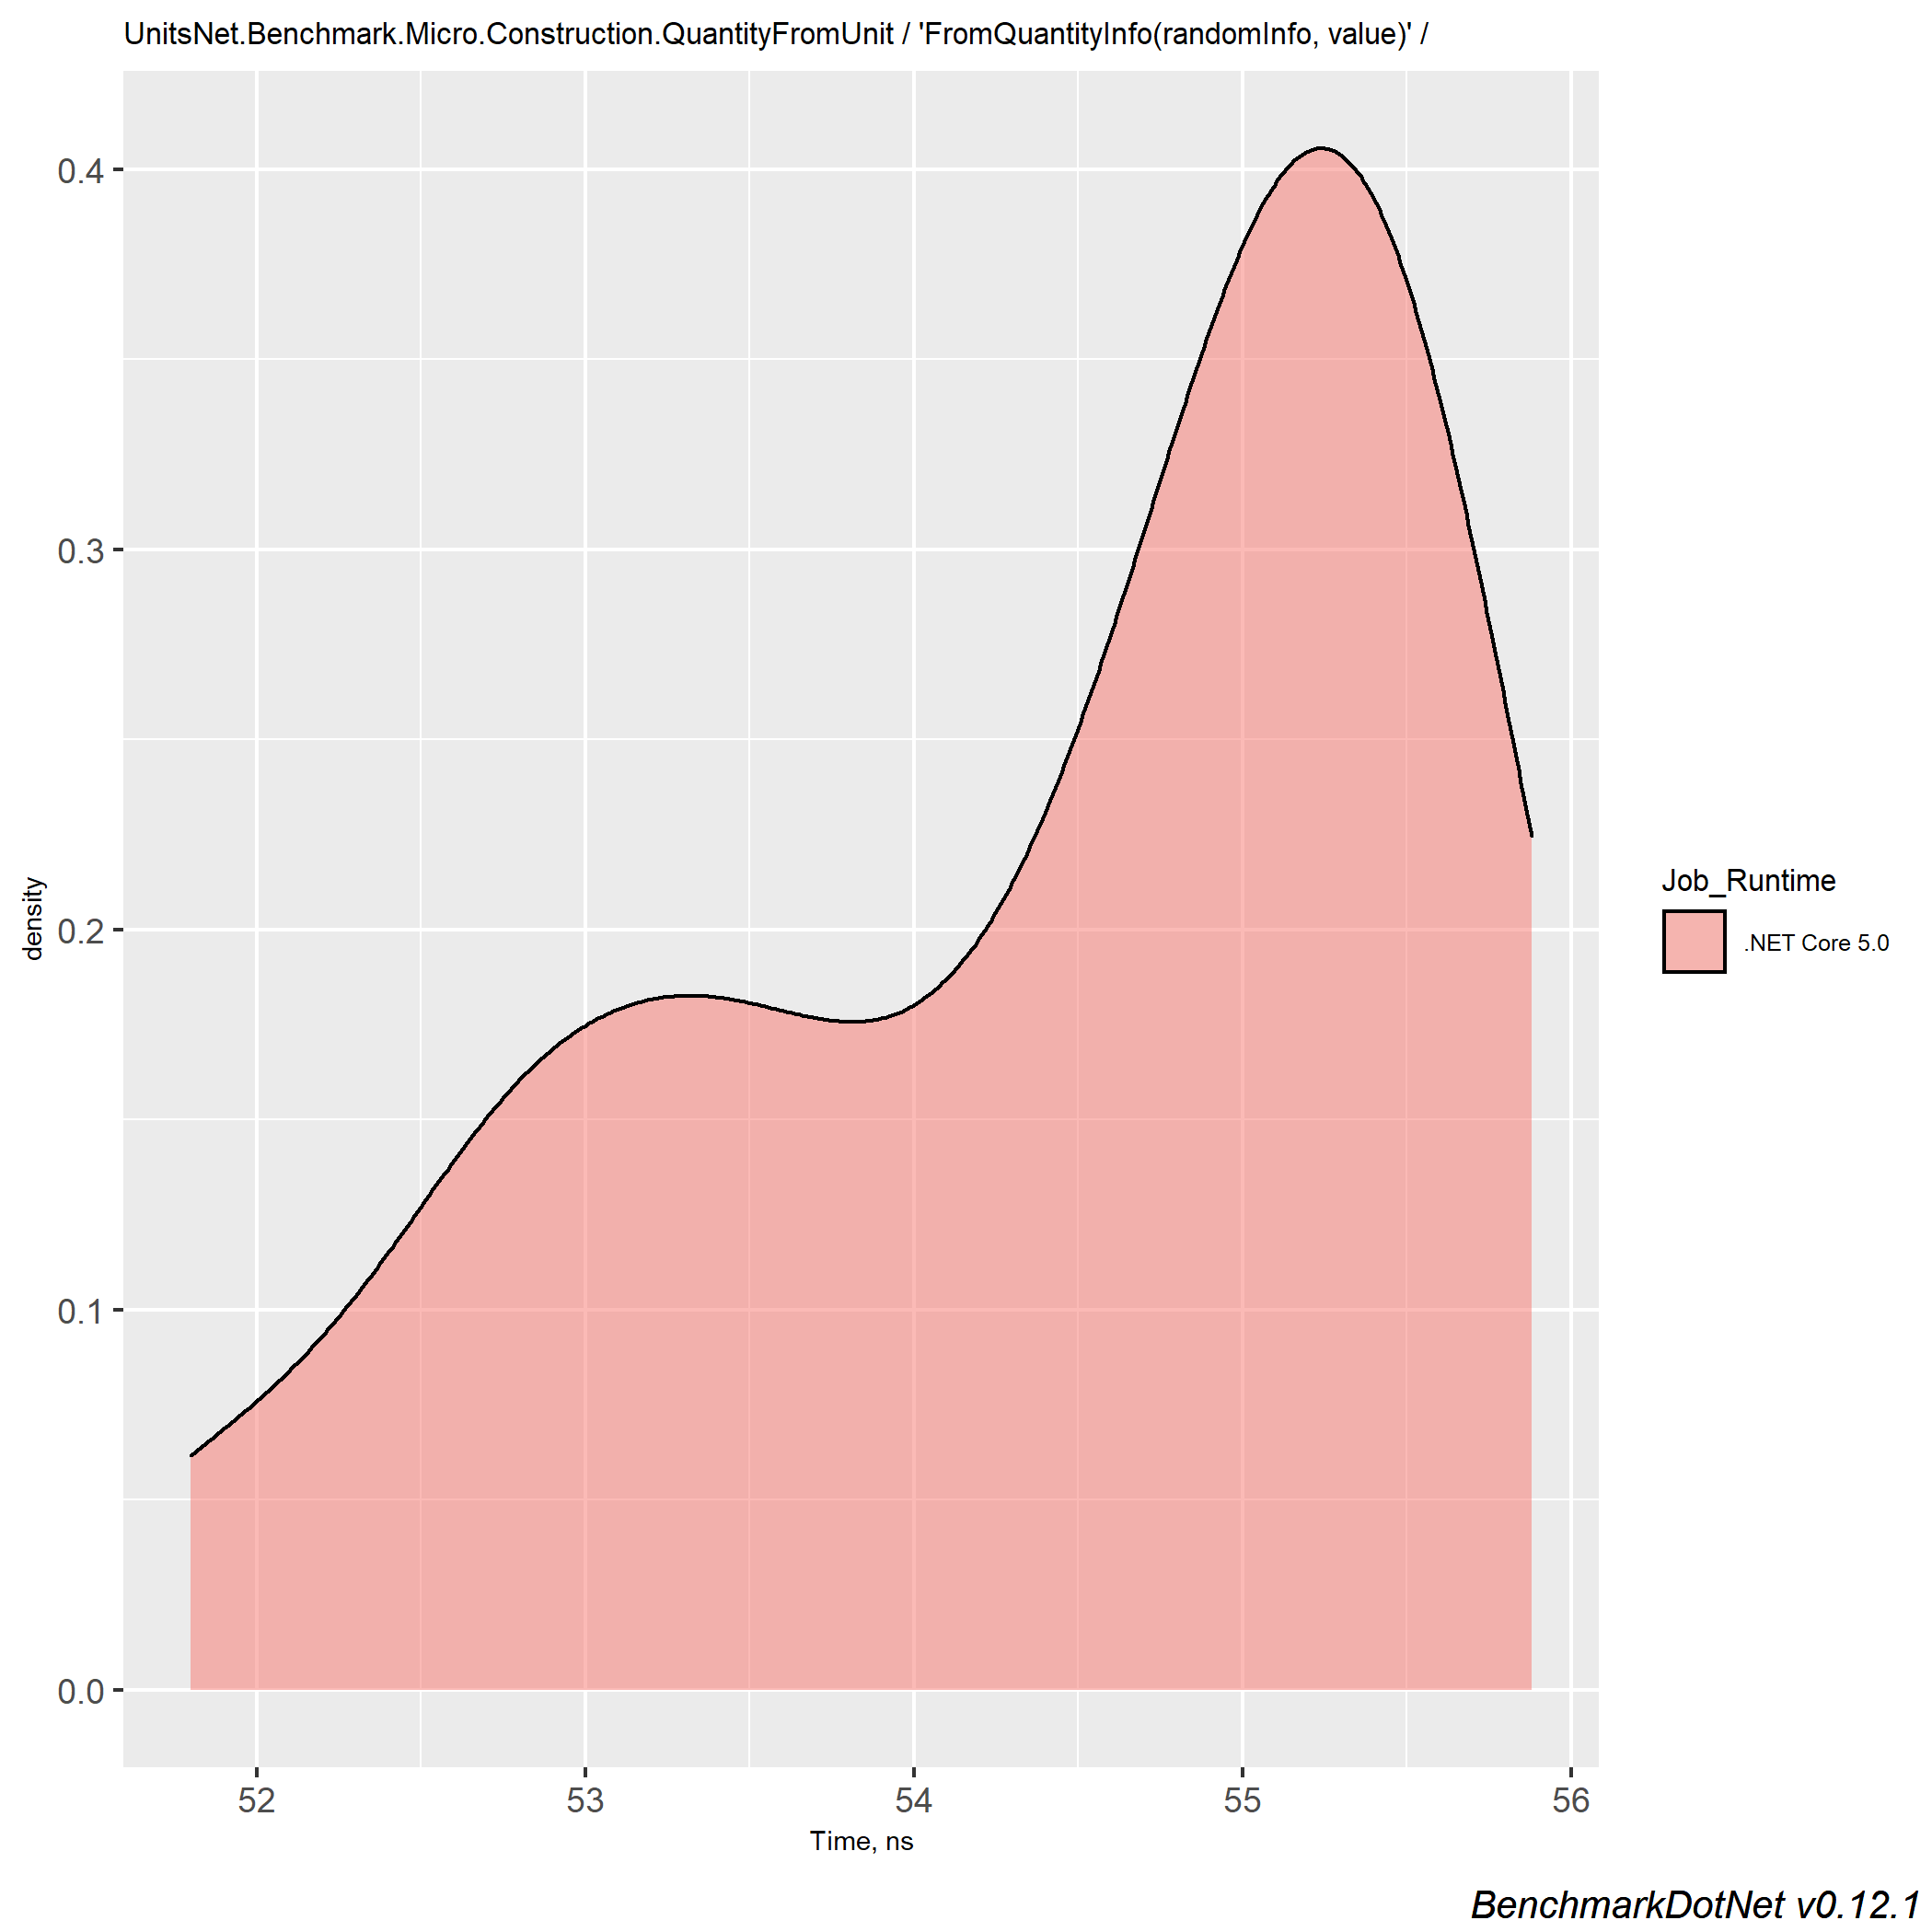 UnitsNet.Benchmark.Micro.Construction.QuantityFromUnit / 'FromQuantityInfo(randomInfo, value)' /
0.4
0.3
0.2
0.1
0.0
density
52 53 54 55 56
Time, ns
Job_Runtime
.NET Core 5.0
BenchmarkDotNet v0.12.1